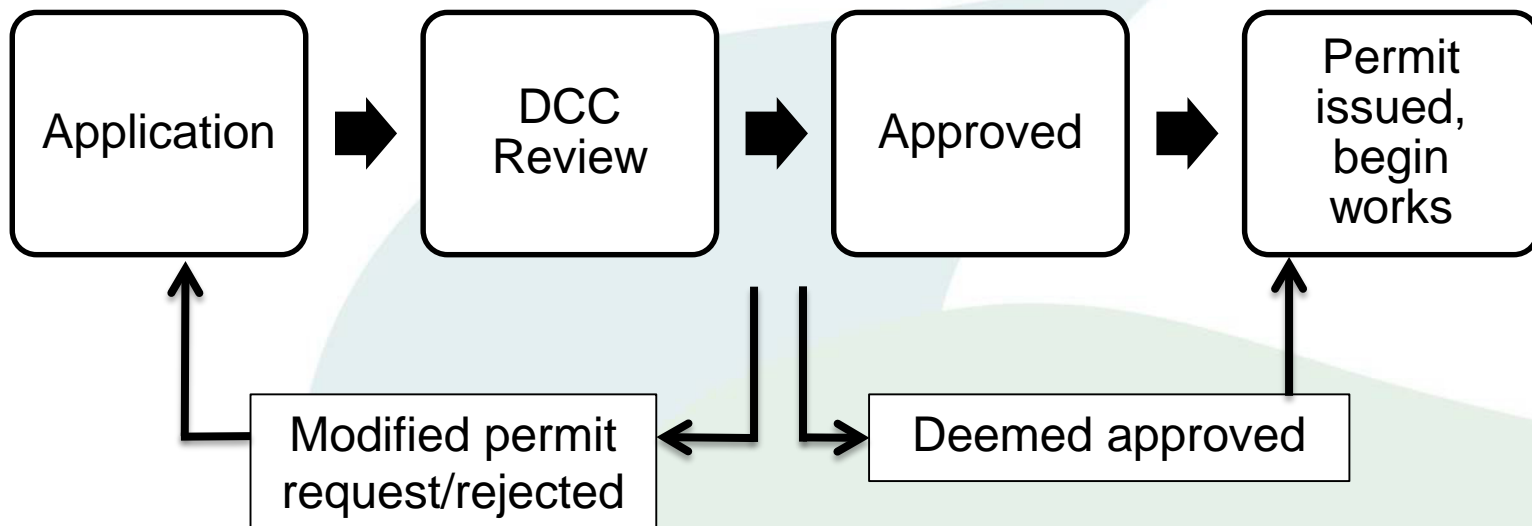 Application
DCC
Review
Approved
Permit
issued,
begin
works
Modified permit
request/rejected
Deemed approved